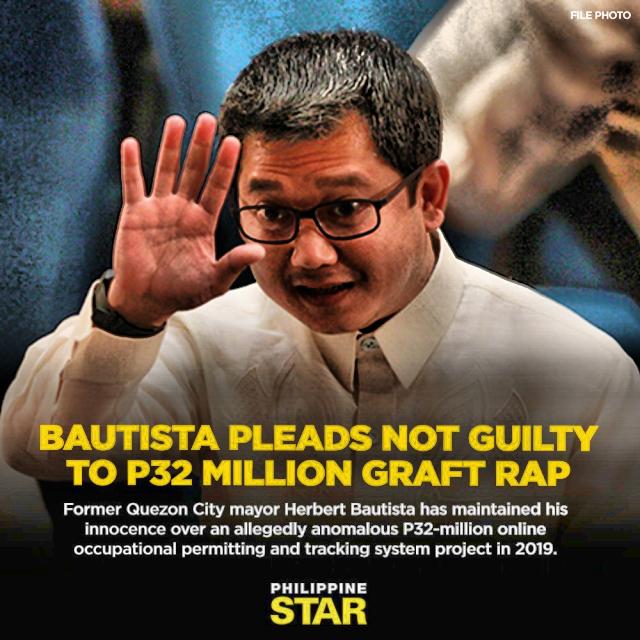 FILE PHOTO
BAUTISTA PLEADS NOT GUILTY
TO P32 MILLION GRAFT RAP
Former Quezon City mayor Herbert Bautista has maintained his
innocence over an allegedly anomalous P32-million online
occupational permitting and tracking system project in 2019.
PHILIPPINE
STAR